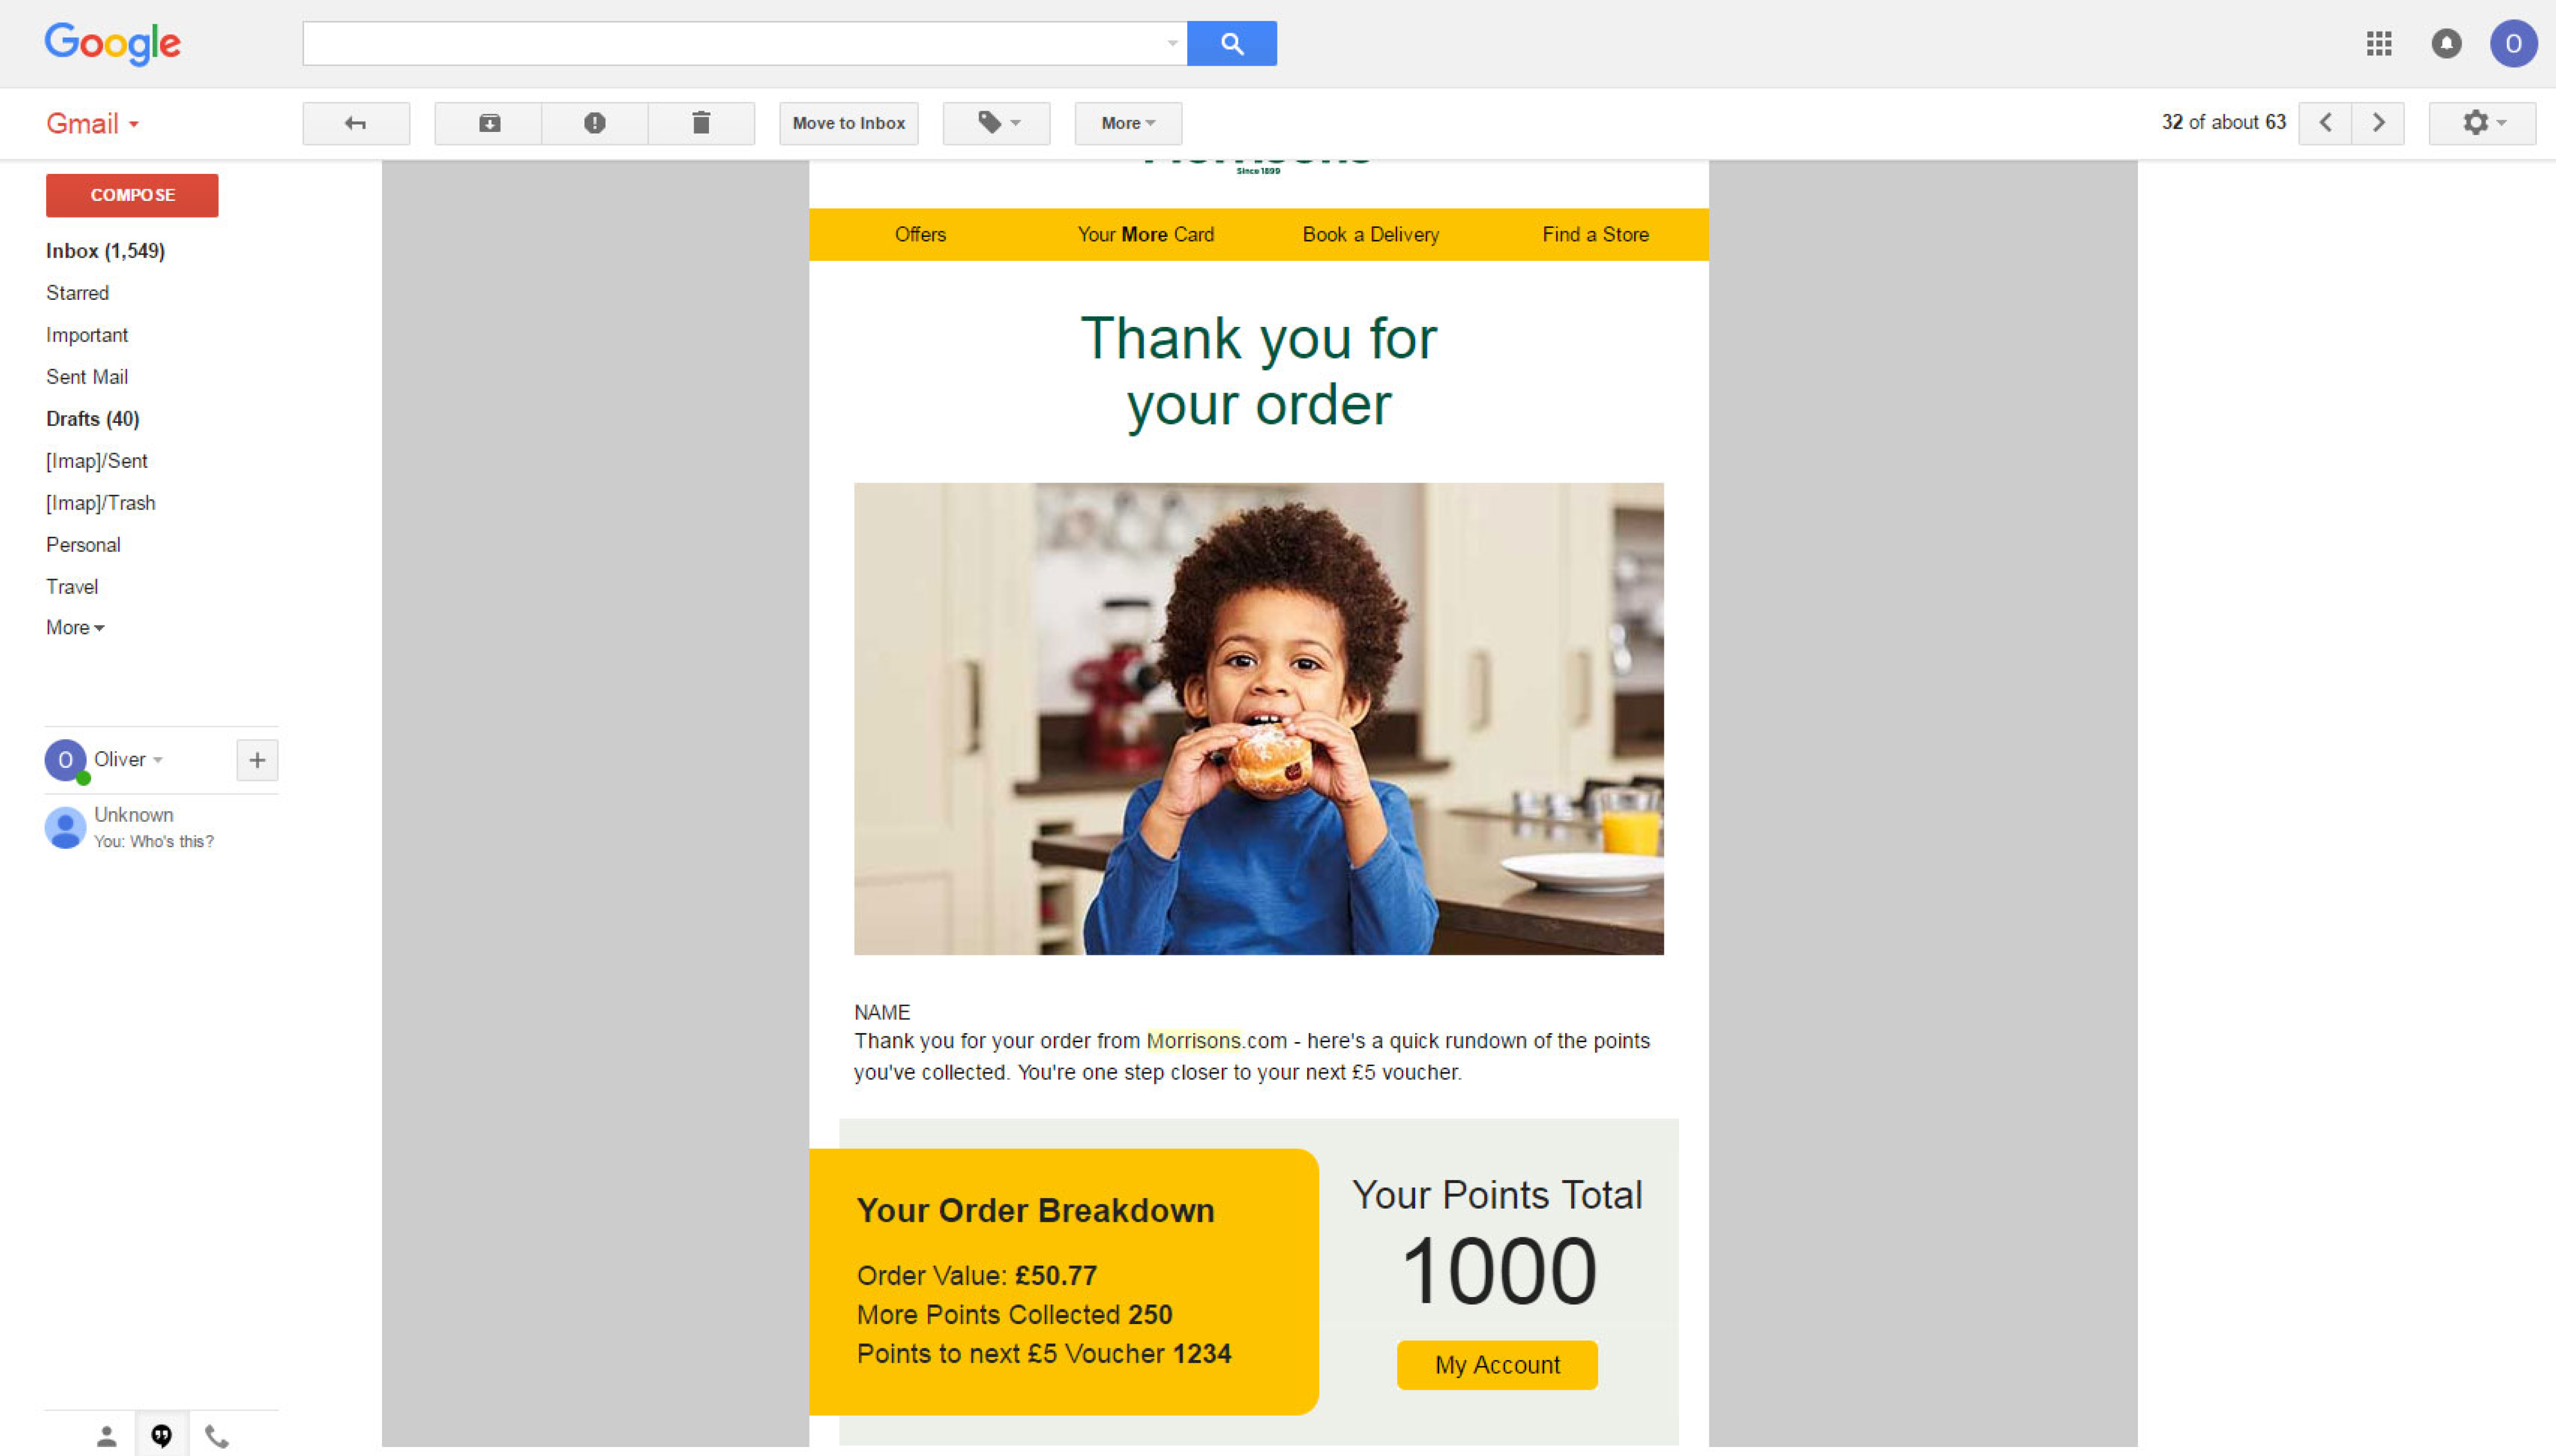 Google
O
Gmail
Move to Inbox
More
32 of about 63
COMPOSE
Inbox (1,549)
Starred
Important
Sent Mail
Drafts (40)
[Imap]/Sent
[Imap]/Trash
Personal
Travel
More
O
Oliver
+
Unknown
You: Who's this?
Since 1899
Offers
Your More Card
Book a Delivery
Find a Store
Thank you for
your order
NAME
Thank you for your order from Morrisons.com - here's a quick rundown of the points
you've collected. You're one step closer to your next £5 voucher.
Your Order Breakdown
Order Value: £50.77
More Points Collected 250
Points to next £5 Voucher 1234
Your Points Total
1000
My Account